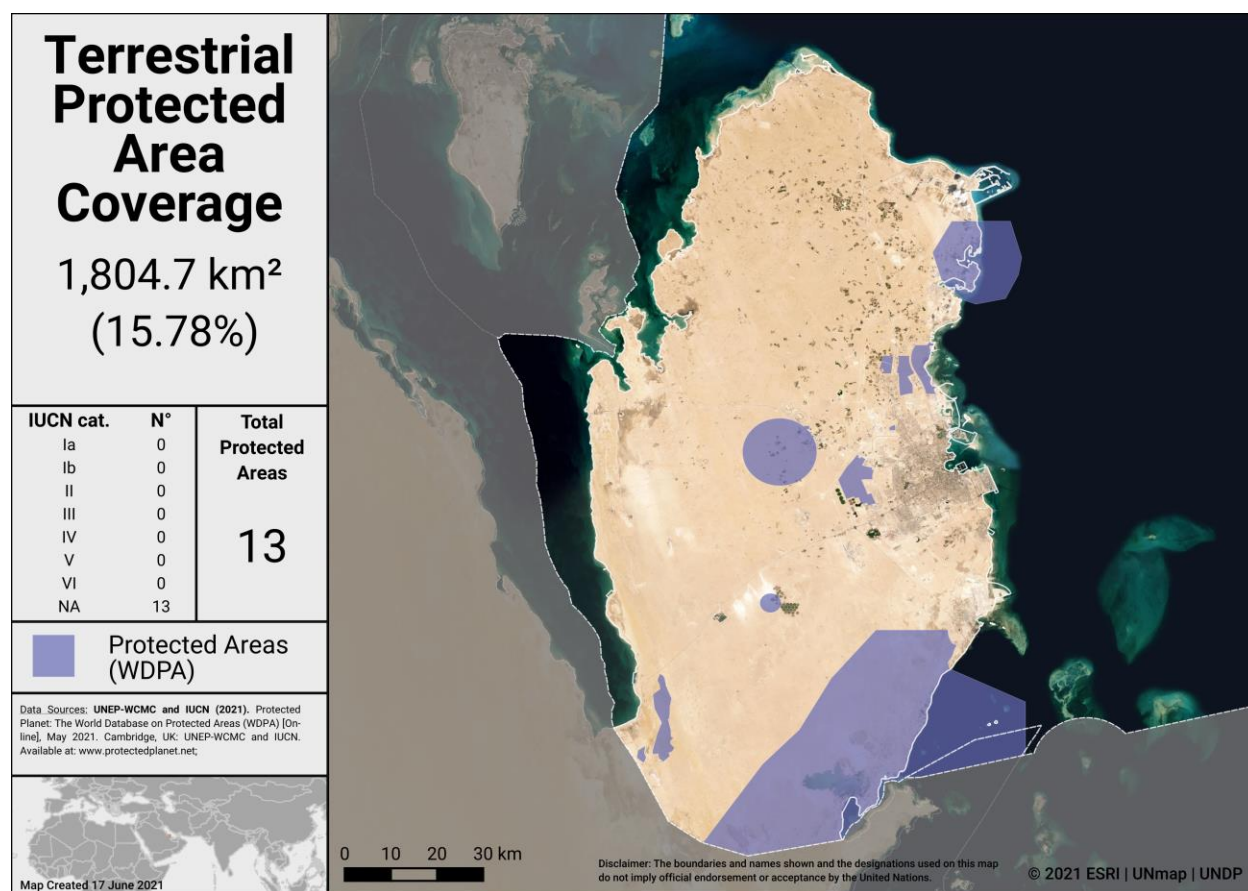 Terrestrial
Protected
Area
Coverage
1,804.7 km²
(15.78%)
IUCN cat. N°
Ia 0
Ib 0
II 0
III 0
IV 0
V 0
VI 0
NA 13
Total
Protected
Areas
13
Protected Areas
(WDPA)
Data Sources: UNEP-WCMC and IUCN (2021). Protected
Planet: The World Database on Protected Areas (WDPA) [On-
line], May 2021. Cambridge, UK: UNEP-WCMC and IUCN.
Available at: www.protectedplanet.net;
Map Created 17 June 2021
0 10 20 30 km
Disclaimer: The boundaries and names shown and the designations used on this map
do not imply official endorsement or acceptance by the United Nations.
© 2021 ESRI | UNmap | UNDP